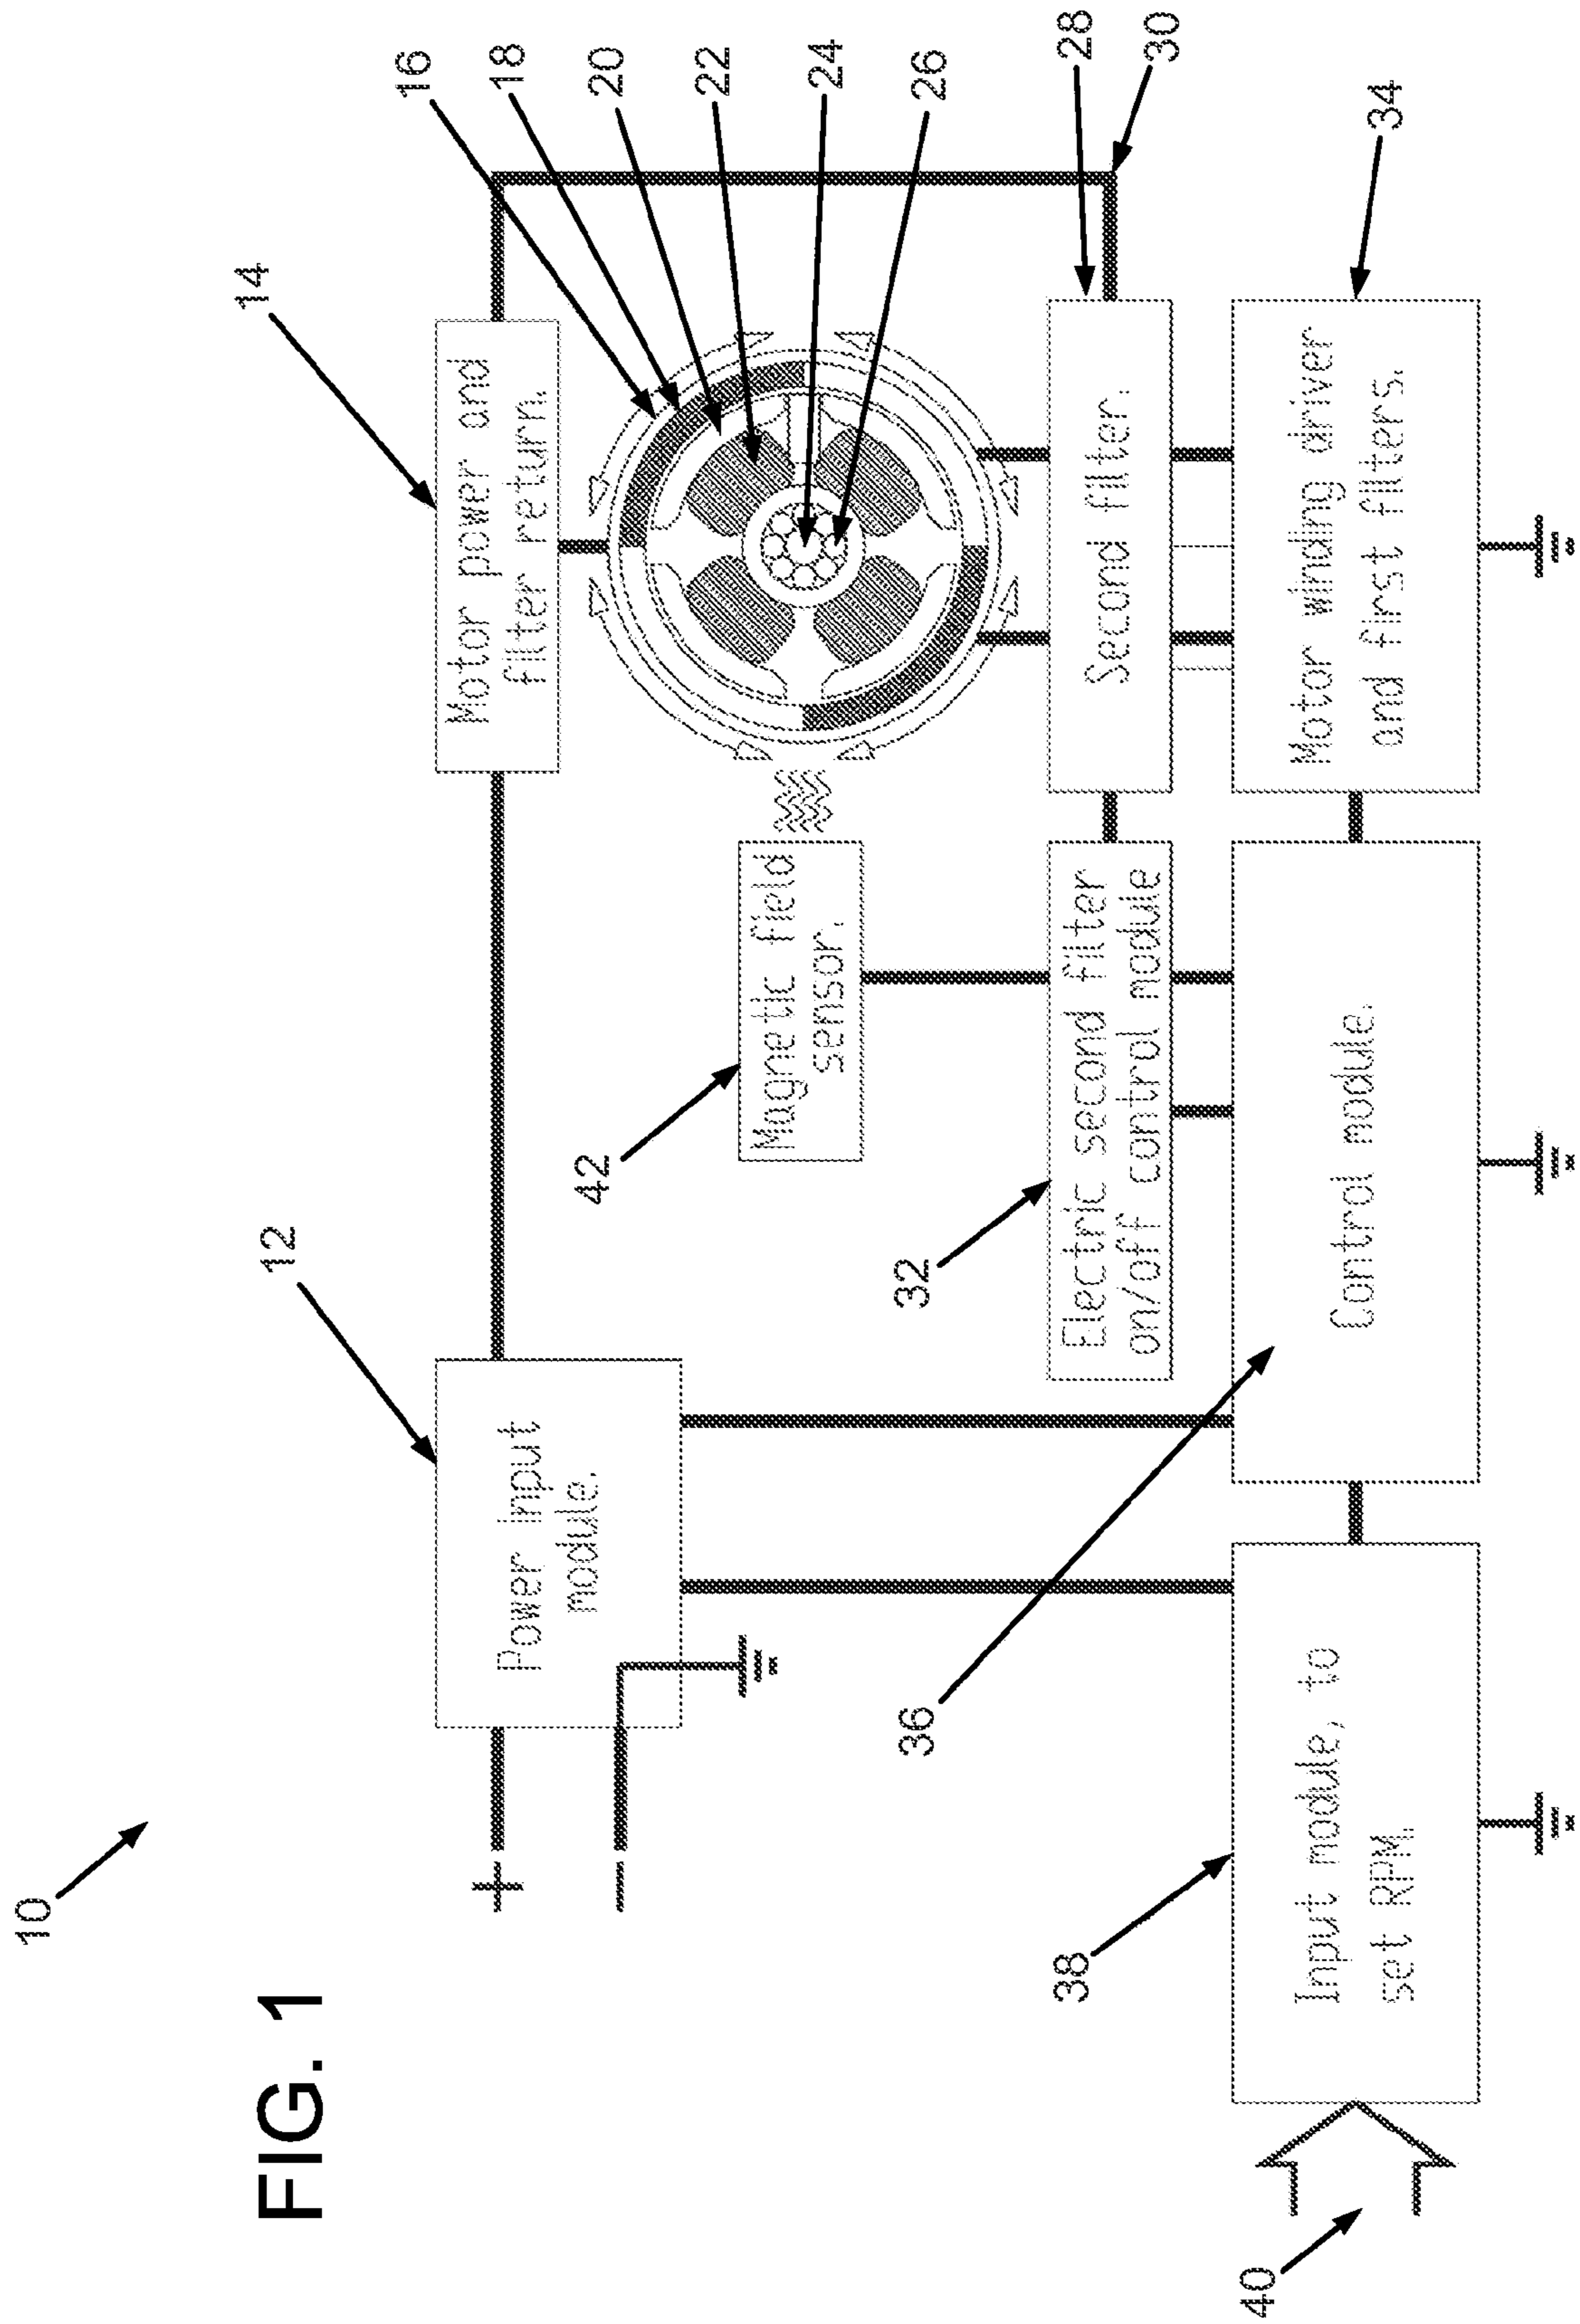 FIG. 1
10
12
14
16
18
20
22
24
26
28
30
34
42
32
36
38
40
Power input
module.
Motor power and
filter return.
Magnetic field
sensor.
Electric second filter
on/off control module
Second filter.
Input module, to
set RPM.
Control module.
Motor winding driver
and first filters.
+
−